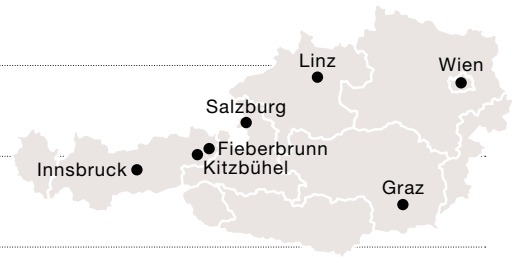 Linz
Wien
Salzburg
Fieberbrunn
Kitzbühel
Innsbruck
Graz